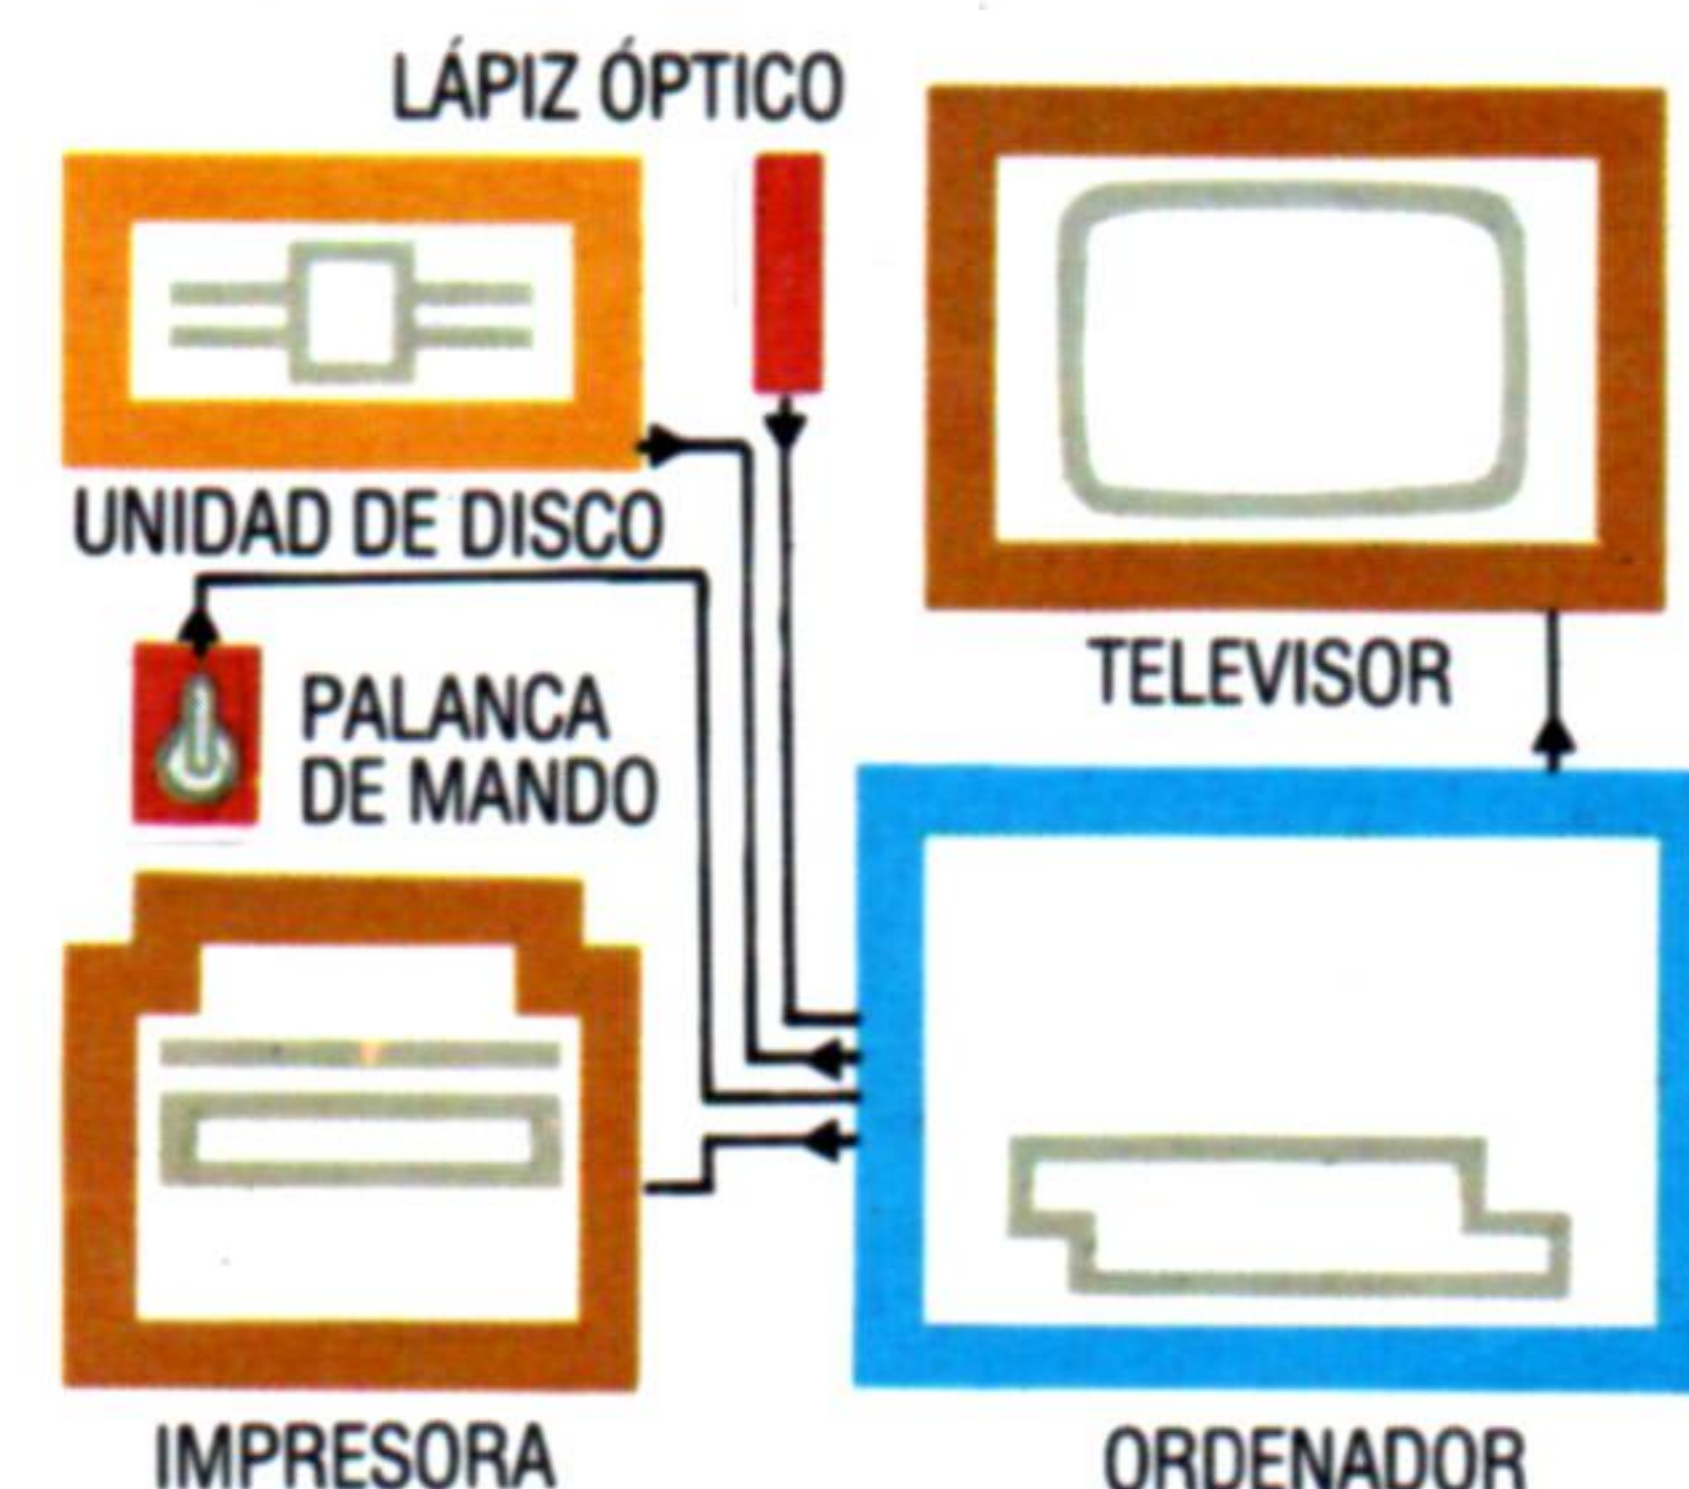 LÁPIZ ÓPTICO
UNIDAD DE DISCO
TELEVISOR
PALANCA
DE MANDO
IMPRESORA
ORDENADOR